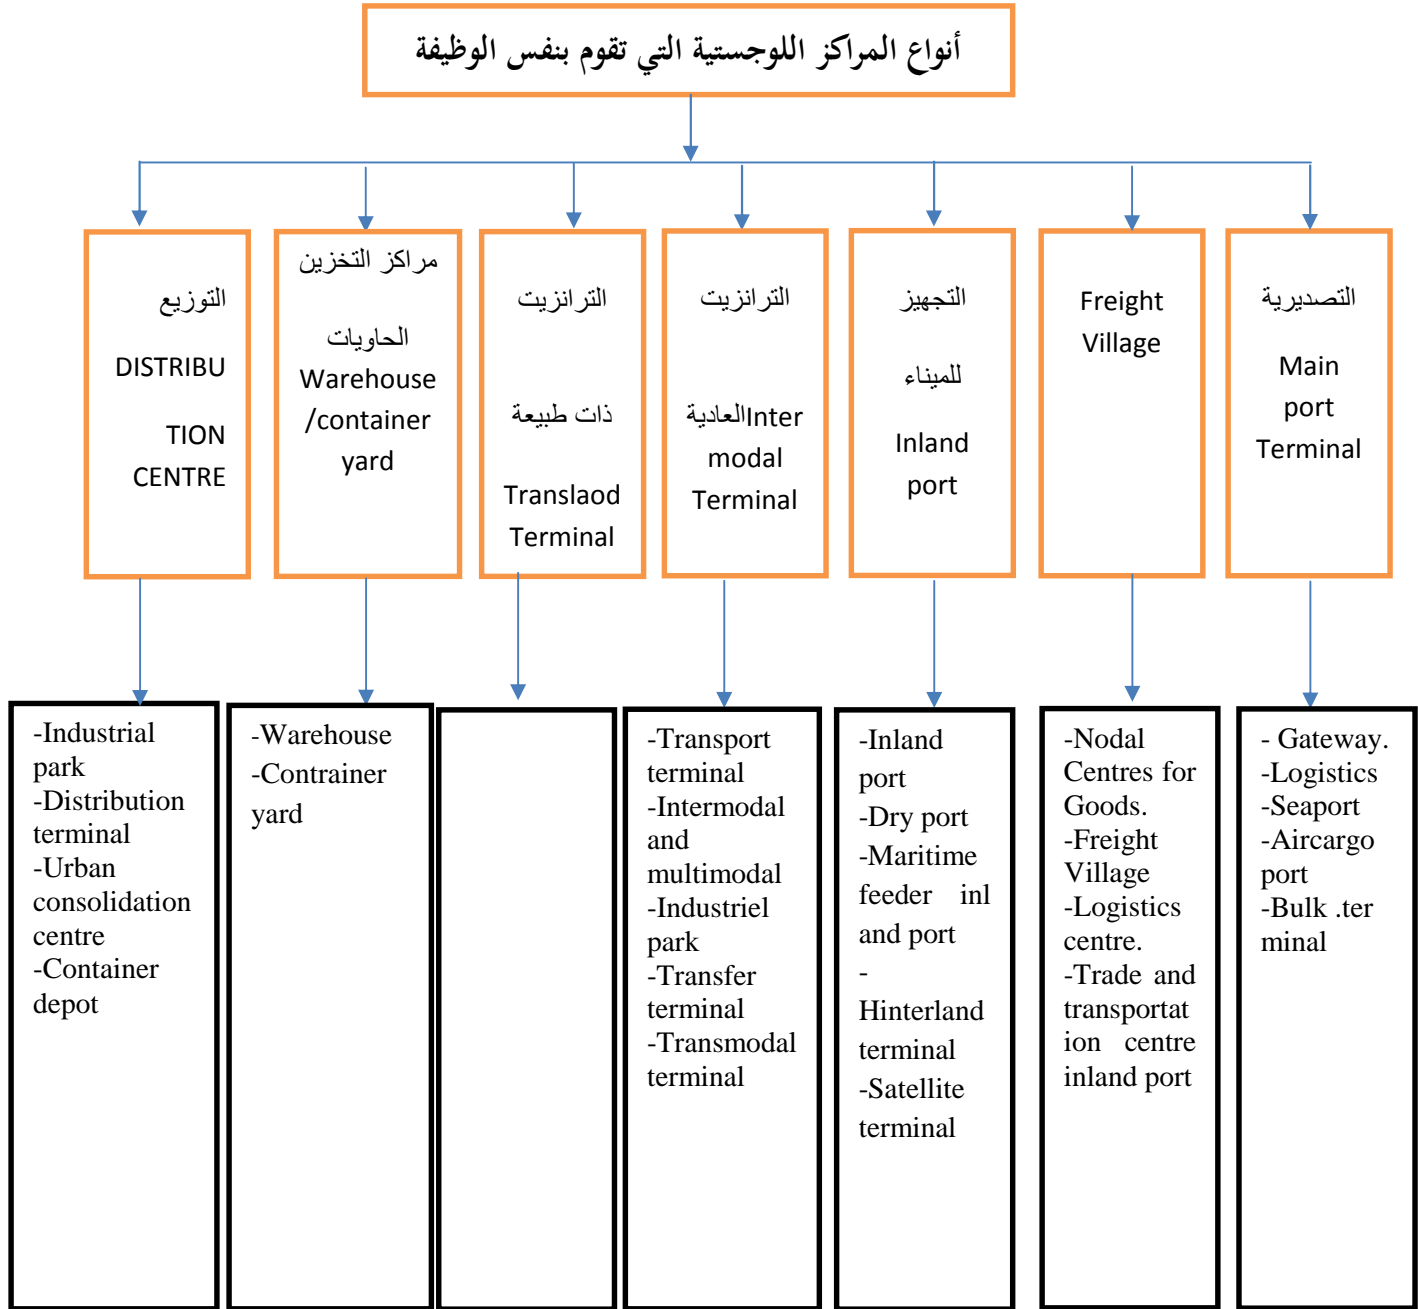 أنواع المراكز اللوجستية التي تقوم بنفس الوظيفة
التوزيع
DISTRIBU
TION
CENTRE
مراكز التخزين
الحاويات
Warehouse
/container
yard
الترانزيت
ذات طبيعة
Translaod
Terminal
الترانزيت
العاديةInter
modal
Terminal
التجهيز
للميناء
Inland
port
Freight
Village
التصديرية
Main
port
Terminal
-Industrial
park
-Distribution
terminal
-Urban
consolidation
centre
-Container
depot
-Warehouse
-Contrainer
yard
-Transport
terminal
-Intermodal
and
multimodal
-Industriel
park
-Transfer
terminal
-Transmodal
terminal
-Inland
port
-Dry port
-Maritime
feeder inl
and port
-
Hinterland
terminal
-Satellite
terminal
-Nodal
Centres for
Goods.
-Freight
Village
-Logistics
centre.
-Trade and
transportat
ion centre
inland port
- Gateway.
-Logistics
-Seaport
-Aircargo
port
-Bulk .ter
minal